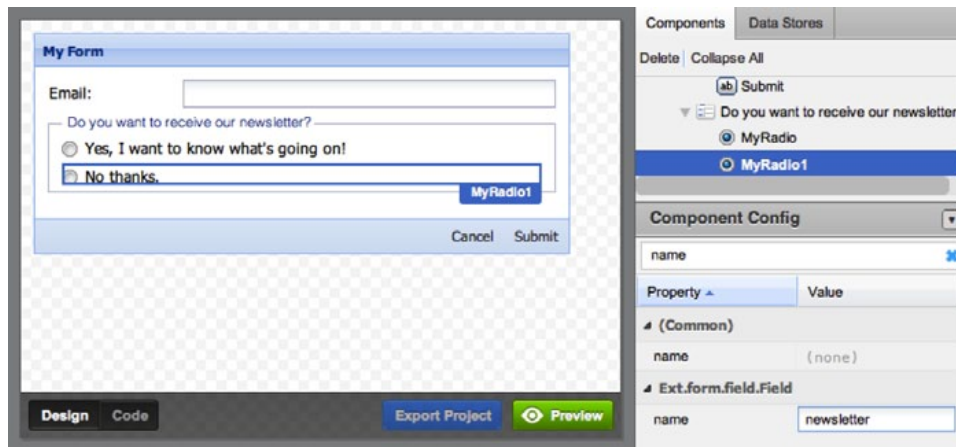 My Form
Email:
Do you want to receive our newsletter?
Yes, I want to know what's going on!
No thanks.
MyRadio1
Cancel Submit
Design Code Export Project Preview
Components Data Stores
Delete Collapse All
ab Submit
Do you want to receive our newsletter
MyRadio
MyRadio1
Component Config
name
Property Value
(Common)
name (none)
Ext.form.field.Field
name newsletter